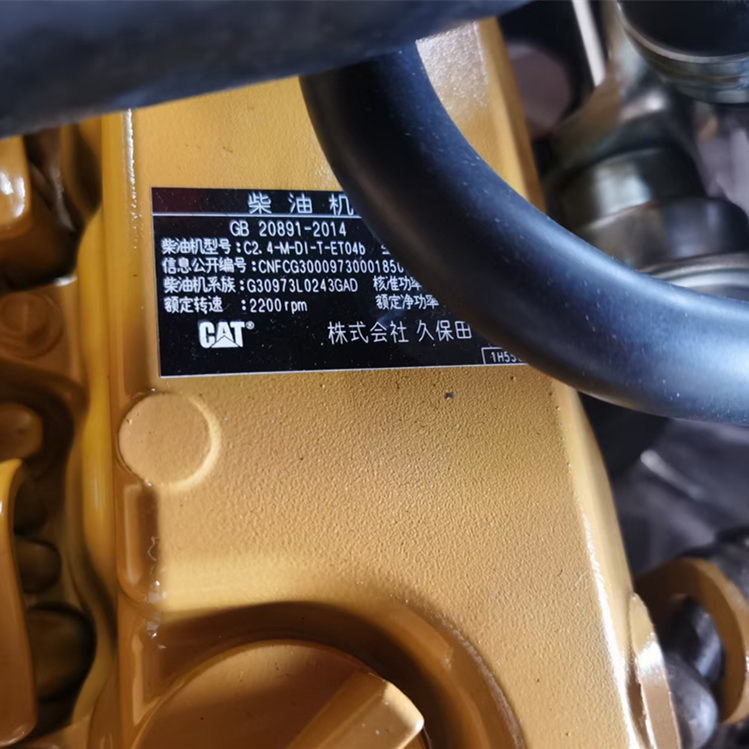 柴油机
GB 20891-2014
柴油机型号:C2.4-M-DI-T-ET04b
信息公开编号:CNFCG3000973000185
柴油机系族:G30973L0243GAD 核准功率
额定转速 :2200rpm 额定净功率
CAT® 株式会社 久保田
1H55